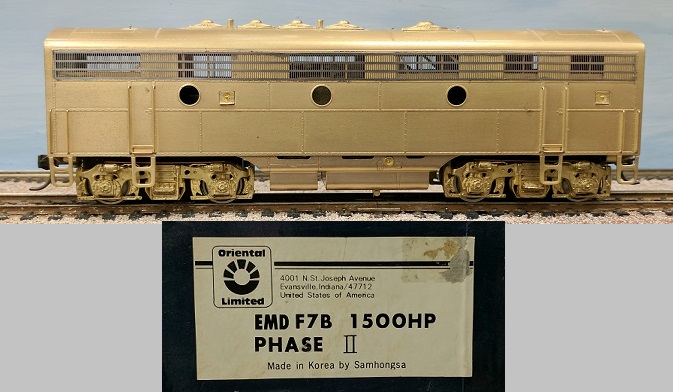 Oriental
Limited
4001 N St. Joseph Avenue
Evansville, Indiana/47712
United States of America
EMD F7B 1500HP
PHASE II
Made in Korea by Samhongsa